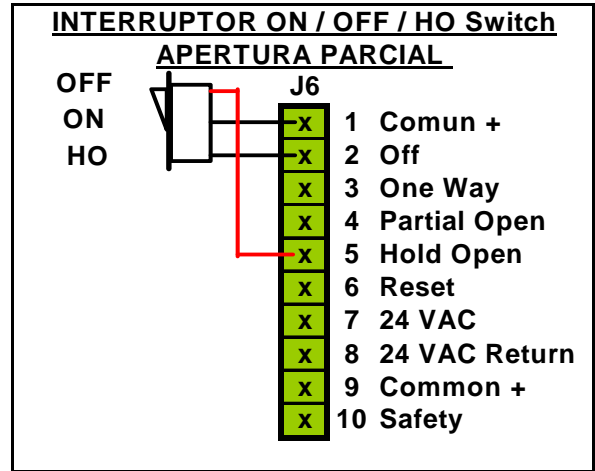 INTERRUPTOR ON / OFF / HO Switch
APERTURA PARCIAL
OFF
ON
HO
J6
x 1 Comun +
x 2 Off
x 3 One Way
x 4 Partial Open
x 5 Hold Open
x 6 Reset
x 7 24 VAC
x 8 24 VAC Return
x 9 Common +
x 10 Safety